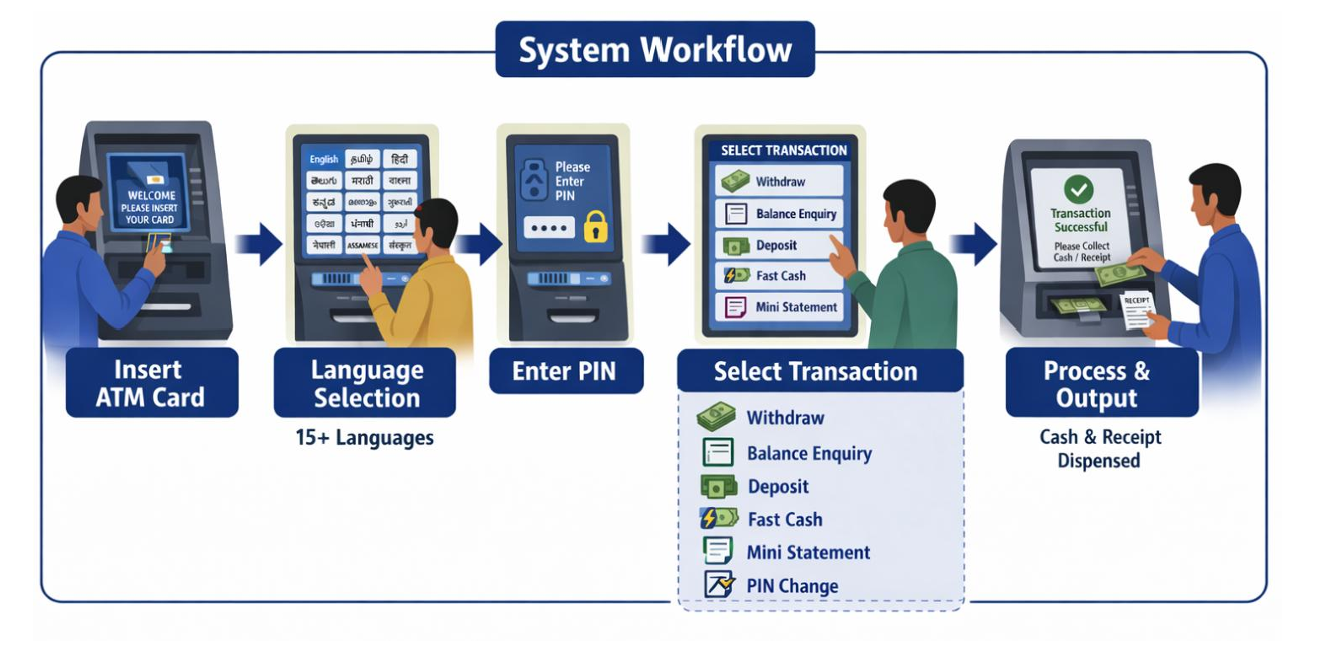 System Workflow
WELCOME
PLEASE INSERT
YOUR CARD
Insert
ATM Card
English தமிழ் हिंदी
मराठी বাংলা
ಕನ್ನಡ
ਪੰਜਾਬੀ اردو
नेपाली ASSAMESE संस्कृत
Language
Selection
15+ Languages
Please
Enter
PIN
Enter PIN
SELECT TRANSACTION
Withdraw
Balance Enquiry
Deposit
Fast Cash
Mini Statement
Select Transaction
Withdraw
Balance Enquiry
Deposit
Fast Cash
Mini Statement
PIN Change
Transaction
Successful
Please Collect
Cash / Receipt
RECEIPT
Process &
Output
Cash & Receipt
Dispensed